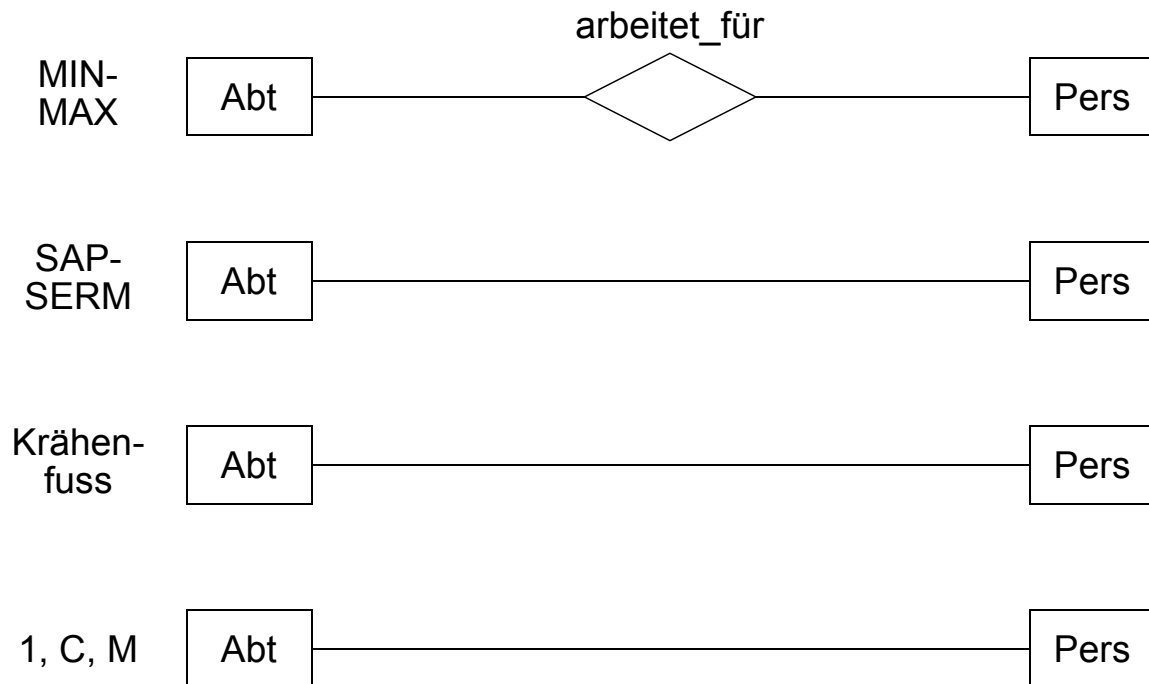 arbeitet_für
MIN-
MAX
Abt
Pers
SAP-
SERM
Abt
Pers
Krähen-
fuss
Abt
Pers
1, C, M
Abt
Pers